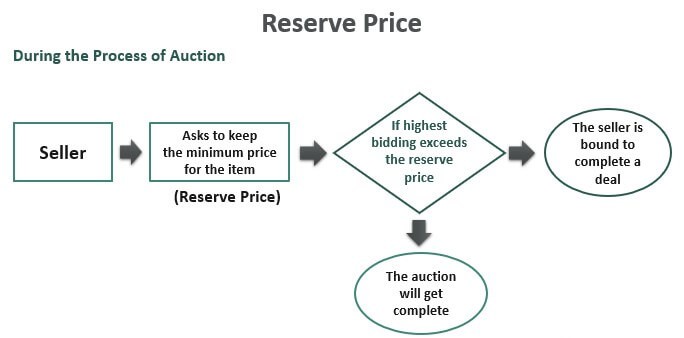 Reserve Price
During the Process of Auction
Seller
Asks to keep
the minimum price
for the item
(Reserve Price)
If highest
bidding exceeds
the reserve
price
The seller is
bound to
complete a
deal
The auction
will get
complete